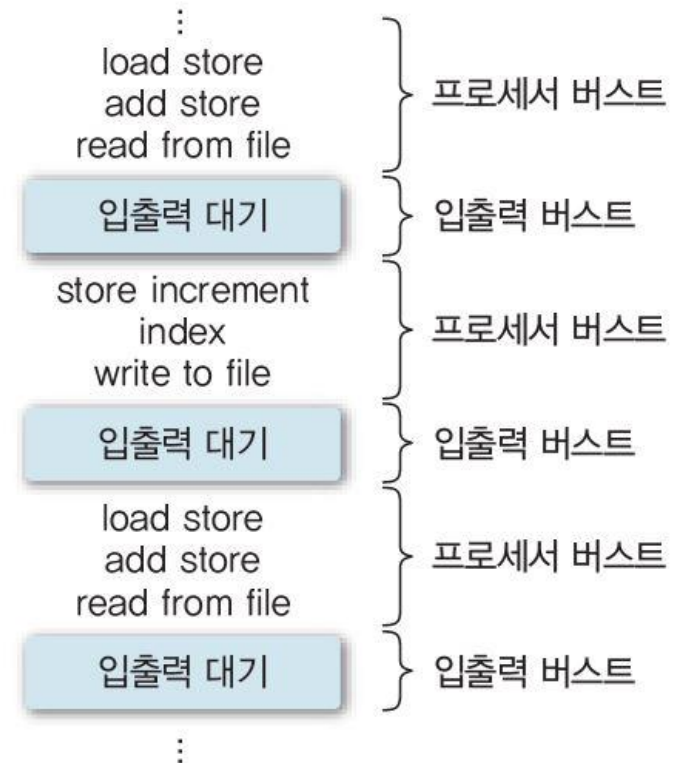 ⋮
load store
add store
read from file
프로세서 버스트
입출력 대기
입출력 버스트
store increment
index
write to file
프로세서 버스트
입출력 대기
입출력 버스트
load store
add store
read from file
프로세서 버스트
입출력 대기
입출력 버스트
⋮